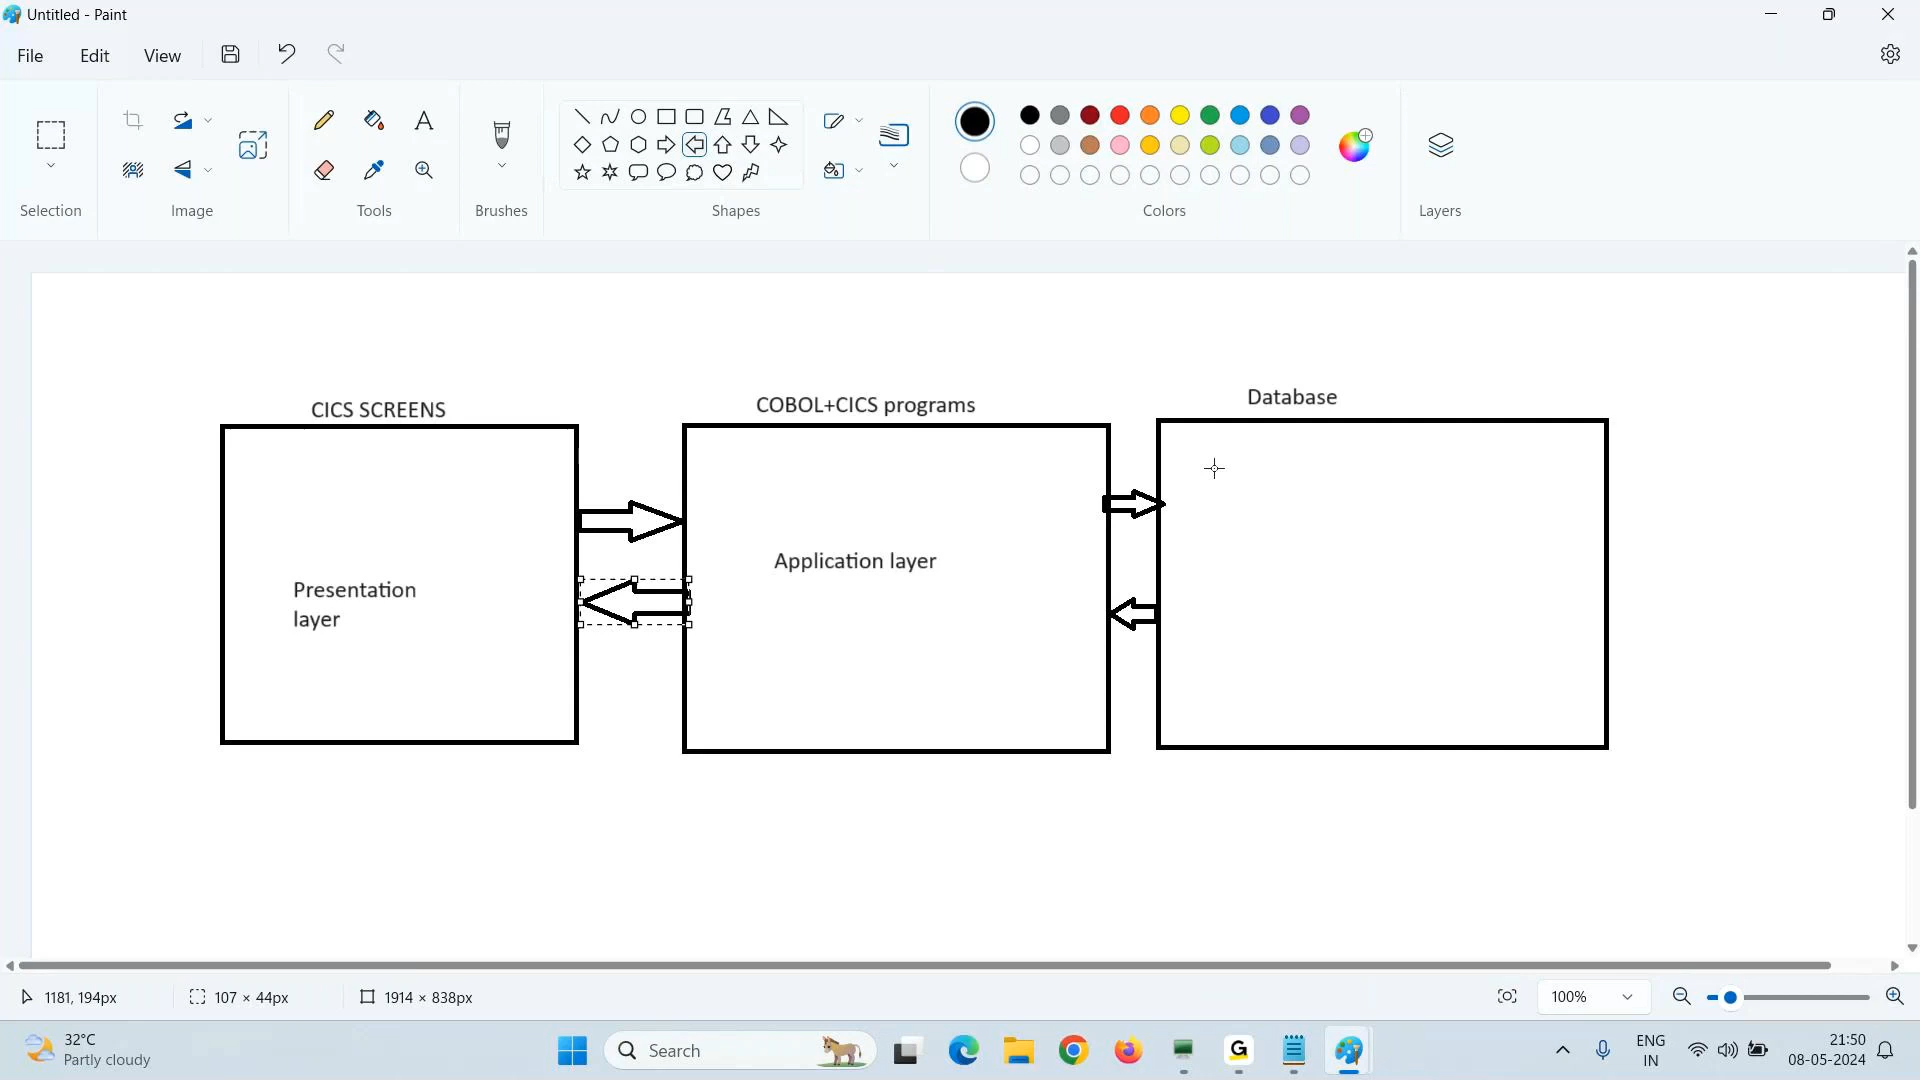 Untitled - Paint
File
Edit
View
Selection
Image
Tools
Brushes
Shapes
Colors
Layers
CICS SCREENS
COBOL+CICS programs
Database
Presentation
layer
Application layer
1181, 194px
107 × 44px
1914 × 838px
100%
32°C
Partly cloudy
Search
ENG
IN
21:50
08-05-2024